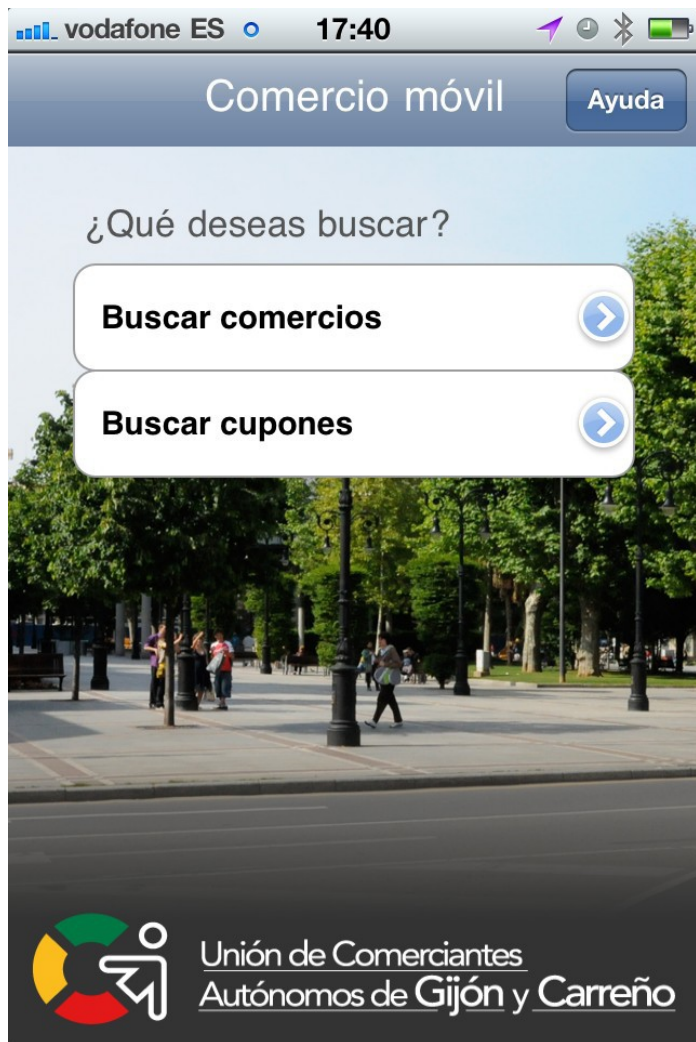 vodafone ES 17:40
Comercio móvil
Ayuda
¿Qué deseas buscar?
Buscar comercios
Buscar cupones
Unión de Comerciantes
Autónomos de Gijón y Carreño